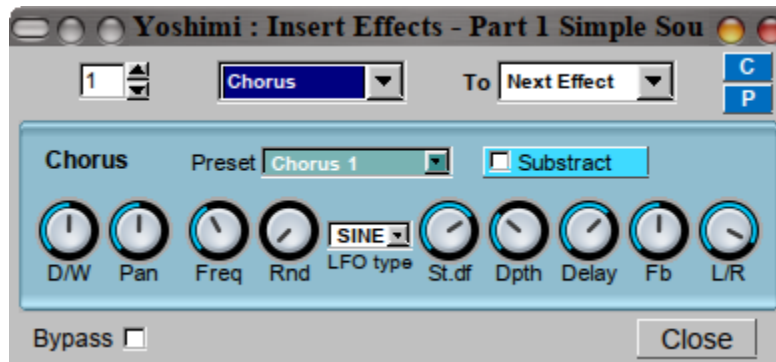 Yoshimi : Insert Effects - Part 1 Simple Sou
1 Chorus To Next Effect C
P
Chorus Preset Chorus 1 Substract
SINE
D/W Pan Freq Rnd LFO type St.df Dpth Delay Fb L/R
Bypass Close